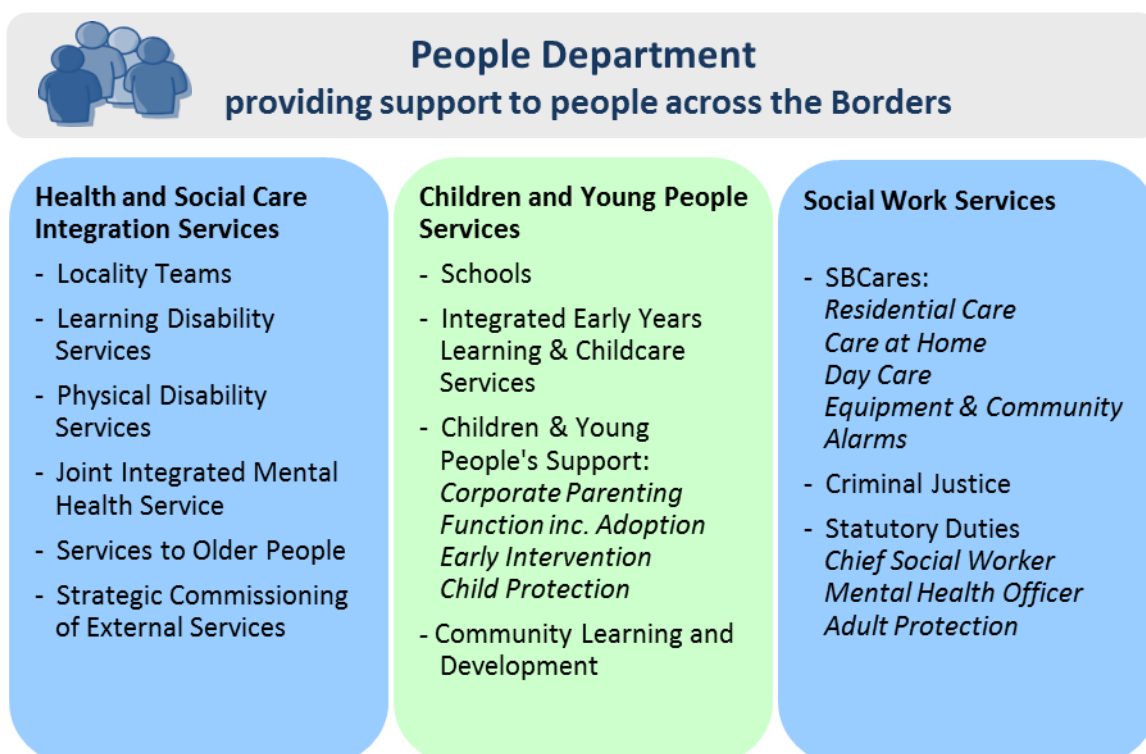 People Department
providing support to people across the Borders
Health and Social Care
Integration Services
- Locality Teams
- Learning Disability
Services
- Physical Disability
Services
- Joint Integrated Mental
Health Service
- Services to Older People
- Strategic Commissioning
of External Services
Children and Young People
Services
- Schools
- Integrated Early Years
Learning & Childcare
Services
- Children & Young
People's Support:
Corporate Parenting
Function inc. Adoption
Early Intervention
Child Protection
- Community Learning and
Development
Social Work Services
- SBCares:
Residential Care
Care at Home
Day Care
Equipment & Community
Alarms
- Criminal Justice
- Statutory Duties
Chief Social Worker
Mental Health Officer
Adult Protection